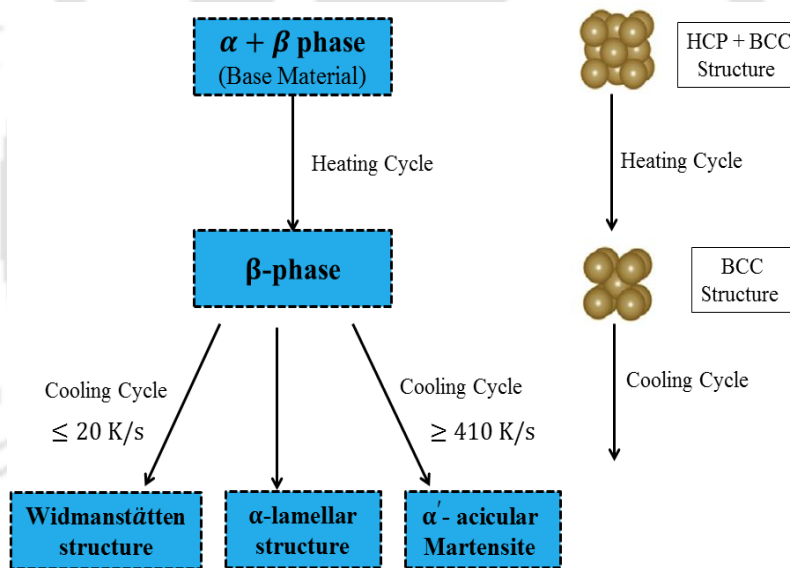 α + β phase
(Base Material)
HCP + BCC
Structure
Heating Cycle
Heating Cycle
β-phase
BCC
Structure
Cooling Cycle
≤ 20 K/s
Cooling Cycle
≥ 410 K/s
Cooling Cycle
Widmanstätten
structure
α-lamellar
structure
α′- acicular
Martensite